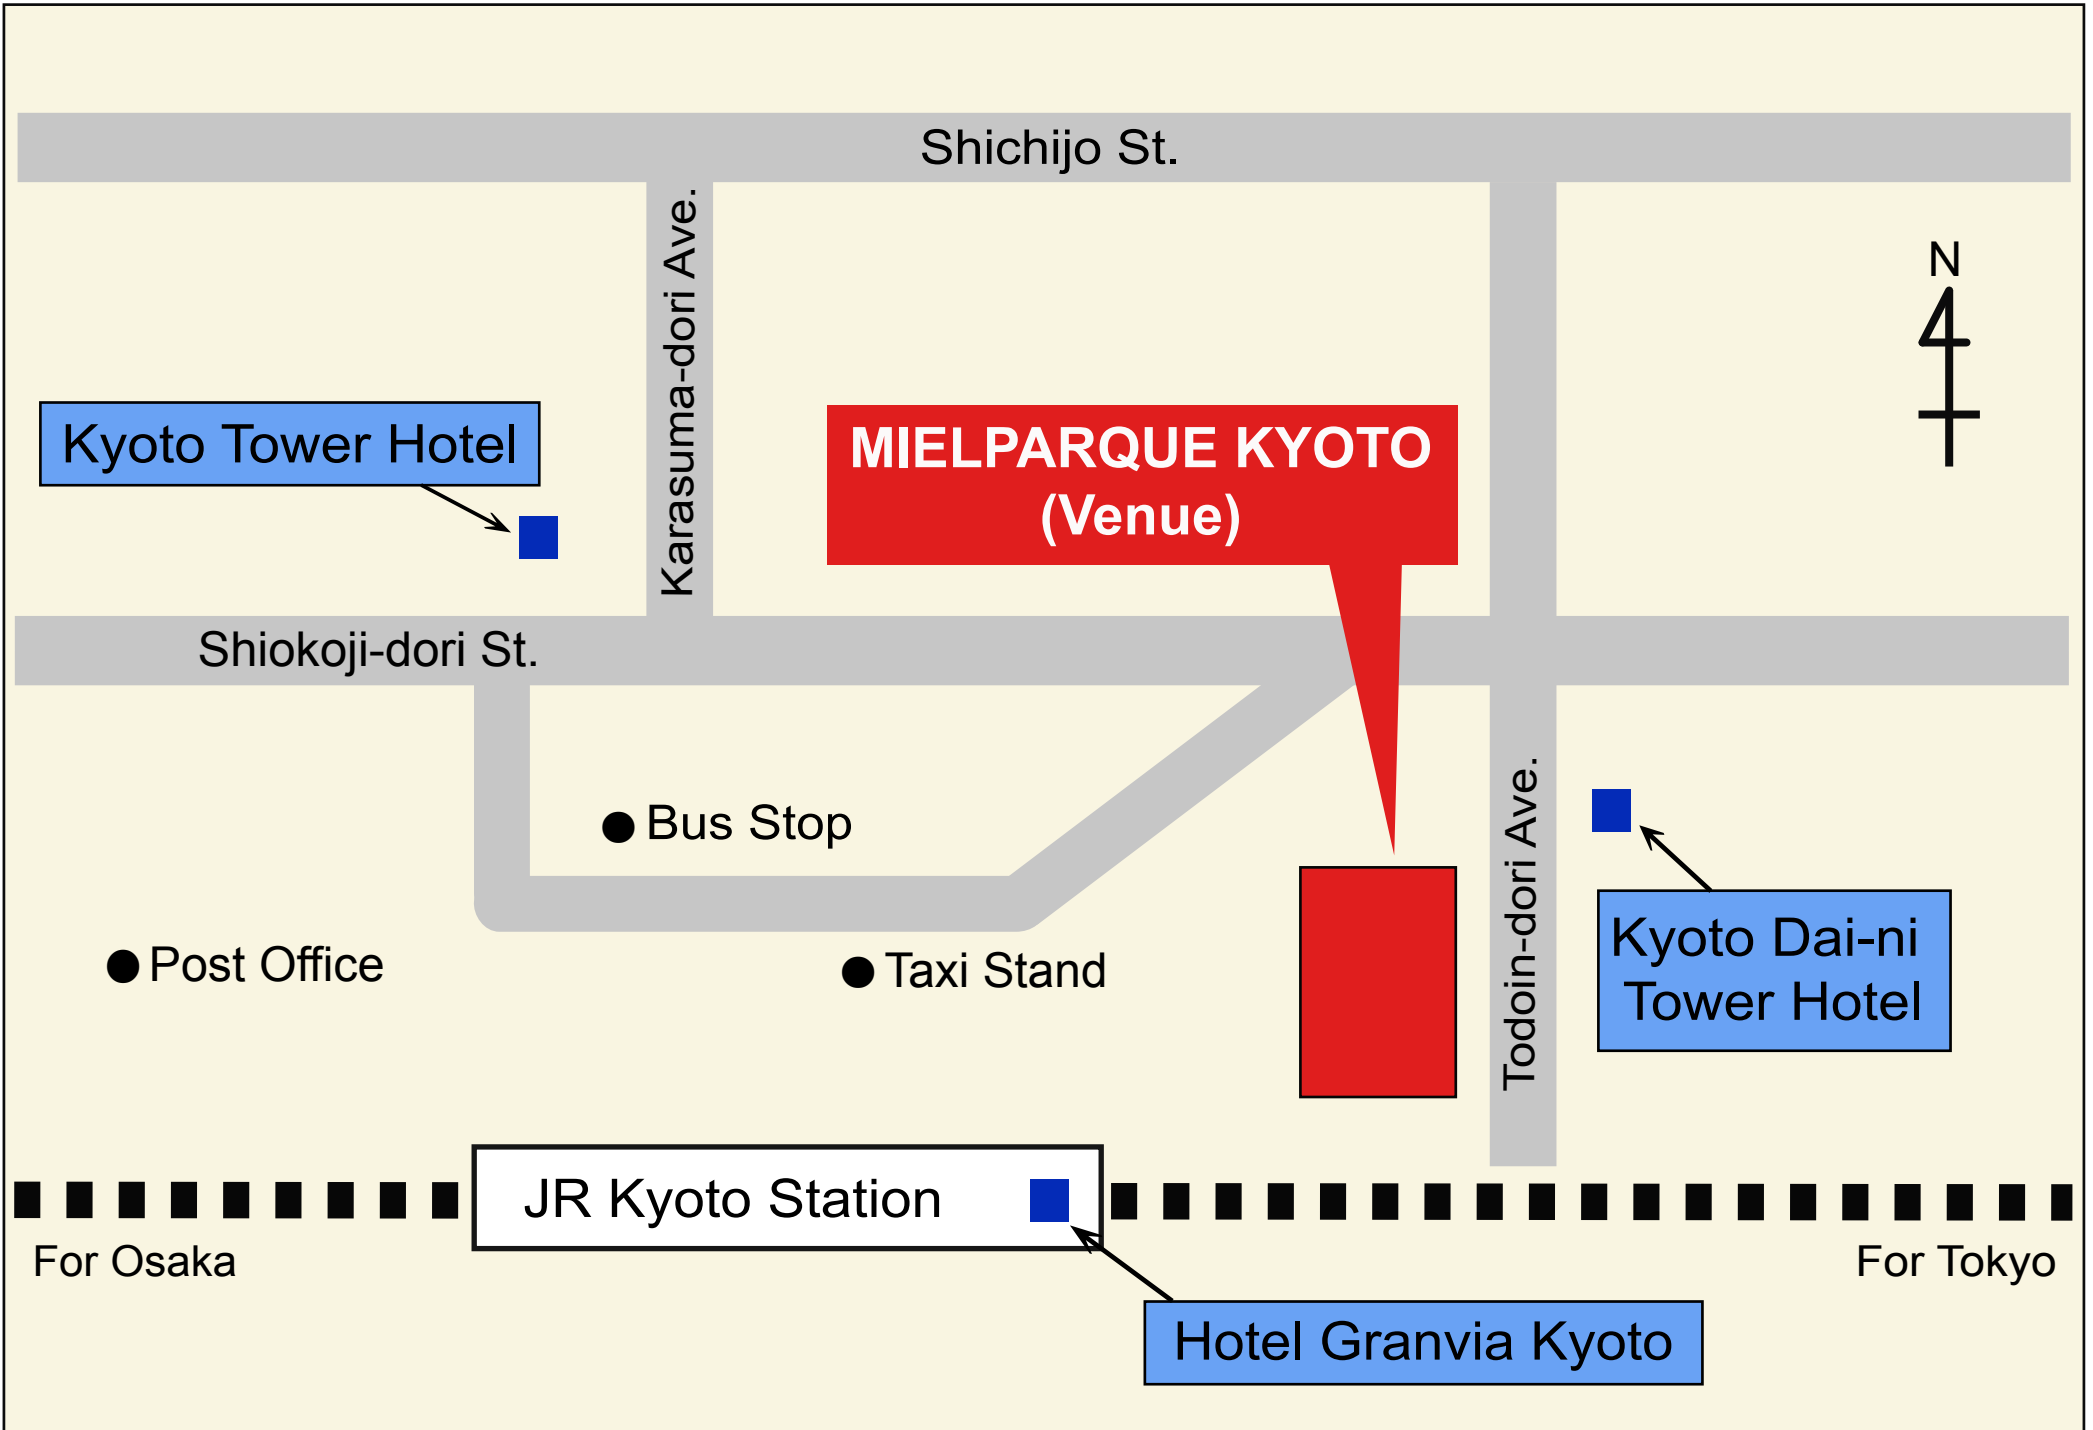 Shichijo St.
Karasuma-dori Ave.
N
Kyoto Tower Hotel
MIELPARQUE KYOTO
(Venue)
Shiokoji-dori St.
Bus Stop
Todoin-dori Ave.
Post Office
Taxi Stand
Kyoto Dai-ni
Tower Hotel
JR Kyoto Station
For Osaka
For Tokyo
Hotel Granvia Kyoto